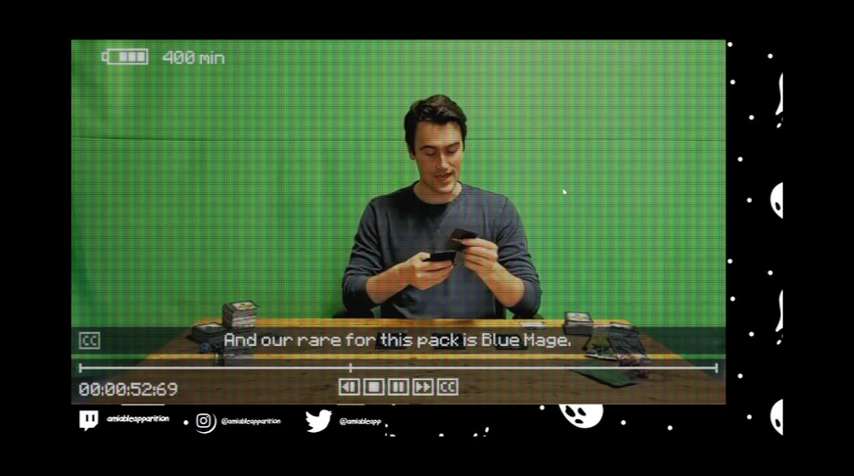 400 min
CC
And our rare for this pack is Blue Mage.
00:00:52:69
CC
amiableapparition
@amiableapparition
@amiableapp